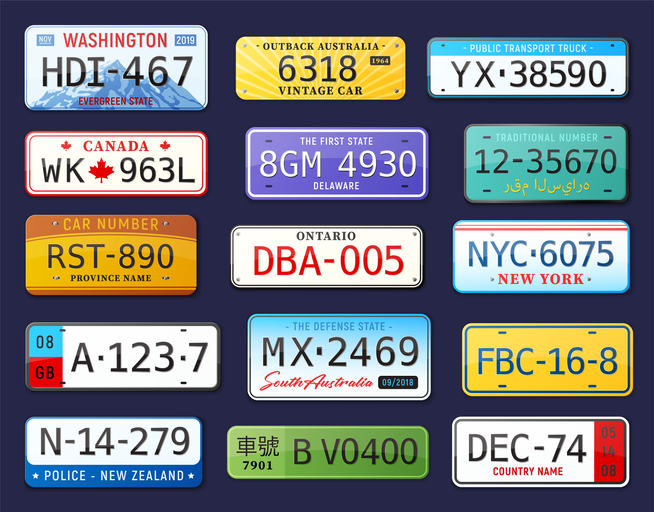 NOV WASHINGTON 2019
HDI-467
EVERGREEN STATE
- OUTBACK AUSTRALIA -
6318 1964
VINTAGE CAR
- PUBLIC TRANSPORT TRUCK -
YX·38590
CANADA
WK 963L
THE FIRST STATE
8GM 4930
DELAWARE
TRADITIONAL NUMBER
12-35670
رقم السياره
CAR NUMBER
RST-890
PROVINCE NAME
ONTARIO
DBA-005
NYC·6075
NEW YORK
08
GB
A·123·7
- THE DEFENSE STATE -
MX·2469
SouthAustralia 09/2018
FBC-16-8
N-14-279
POLICE - NEW ZEALAND
車號
7901
B V0400
DEC-74
COUNTRY NAME
05
14
08